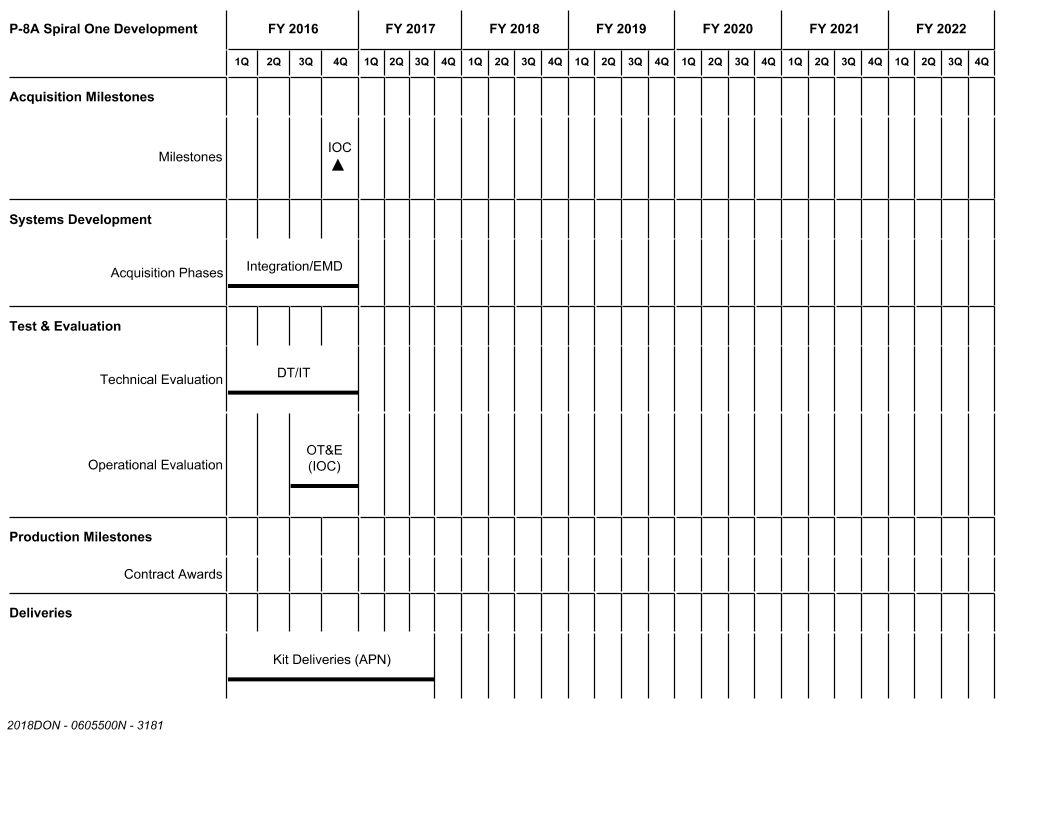 P-8A Spiral One Development FY 2016 FY 2017 FY 2018 FY 2019 FY 2020 FY 2021 FY 2022
1Q 2Q 3Q 4Q 1Q 2Q 3Q 4Q 1Q 2Q 3Q 4Q 1Q 2Q 3Q 4Q 1Q 2Q 3Q 4Q 1Q 2Q 3Q 4Q 1Q 2Q 3Q 4Q
Acquisition Milestones
IOC
Milestones
Systems Development
Integration/EMD
Acquisition Phases
Test & Evaluation
DT/IT
Technical Evaluation
OT&E
(IOC)
Operational Evaluation
Production Milestones
Contract Awards
Deliveries
Kit Deliveries (APN)
2018DON - 0605500N - 3181